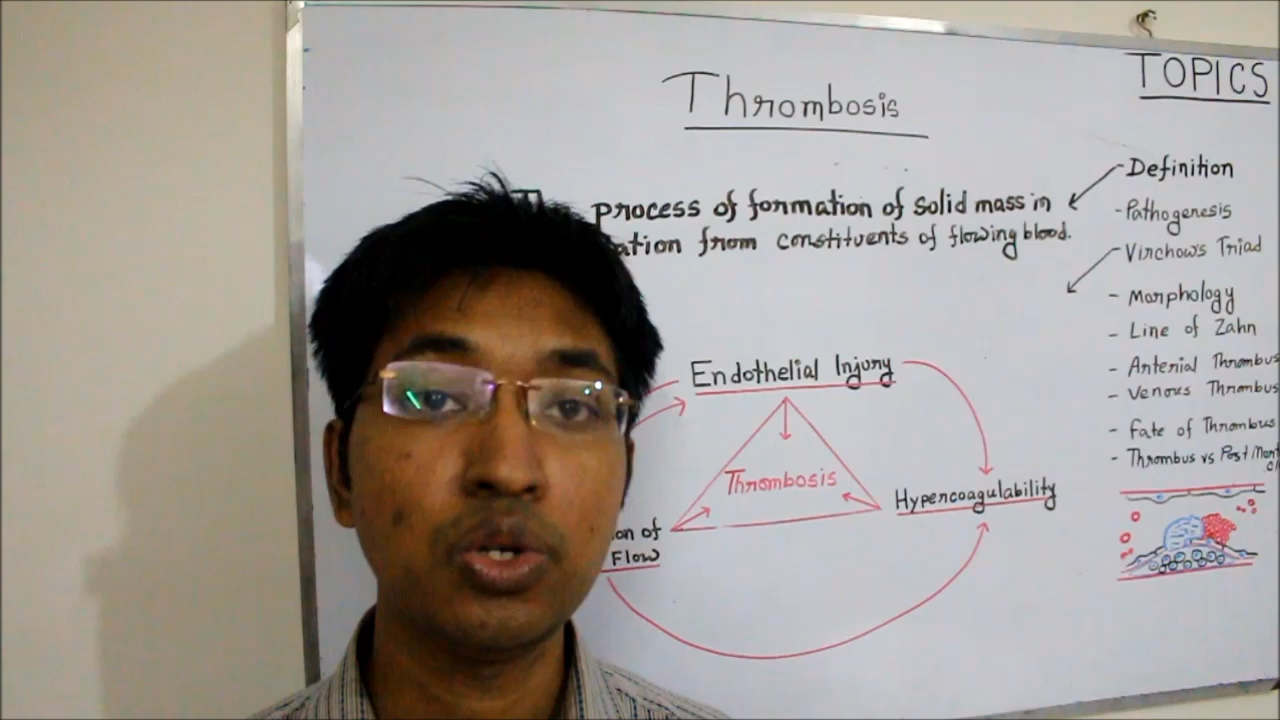 Thrombosis
process of formation of solid mass in
ation from constituents of flowing blood.
Endothelial Injury
Thrombosis
Hypercoagulability
on of
Flow
TOPICS
- Definition
- Pathogenesis
- Virchow's Triad
- Morphology
- Line of Zahn
- Arterial Thrombus
- Venous Thrombus
- Fate of Thrombus
- Thrombus vs Post Mort